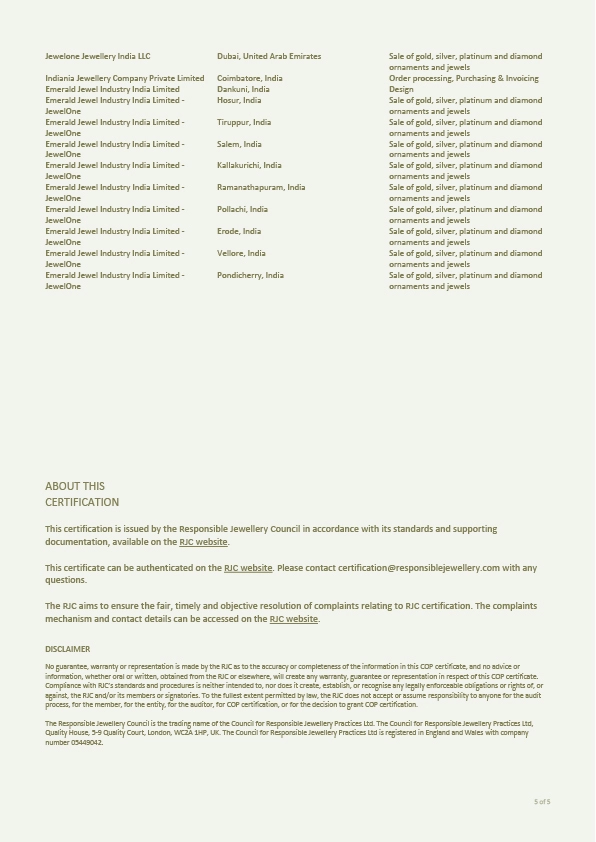 Jewelone Jewellery India LLC Dubai, United Arab Emirates Sale of gold, silver, platinum and diamond
ornaments and jewels
Indiania Jewellery Company Private Limited Coimbatore, India Order processing, Purchasing & Invoicing
Emerald Jewel Industry India Limited Dankuni, India Design
Emerald Jewel Industry India Limited - Hosur, India Sale of gold, silver, platinum and diamond
JewelOne ornaments and jewels
Emerald Jewel Industry India Limited - Tiruppur, India Sale of gold, silver, platinum and diamond
JewelOne ornaments and jewels
Emerald Jewel Industry India Limited - Salem, India Sale of gold, silver, platinum and diamond
JewelOne ornaments and jewels
Emerald Jewel Industry India Limited - Kallakurichi, India Sale of gold, silver, platinum and diamond
JewelOne ornaments and jewels
Emerald Jewel Industry India Limited - Ramanathapuram, India Sale of gold, silver, platinum and diamond
JewelOne ornaments and jewels
Emerald Jewel Industry India Limited - Pollachi, India Sale of gold, silver, platinum and diamond
JewelOne ornaments and jewels
Emerald Jewel Industry India Limited - Erode, India Sale of gold, silver, platinum and diamond
JewelOne ornaments and jewels
Emerald Jewel Industry India Limited - Vellore, India Sale of gold, silver, platinum and diamond
JewelOne ornaments and jewels
Emerald Jewel Industry India Limited - Pondicherry, India Sale of gold, silver, platinum and diamond
JewelOne ornaments and jewels
ABOUT THIS
CERTIFICATION
This certification is issued by the Responsible Jewellery Council in accordance with its standards and supporting
documentation, available on the RJC website.
This certificate can be authenticated on the RJC website. Please contact certification@responsiblejewellery.com with any
questions.
The RJC aims to ensure the fair, timely and objective resolution of complaints relating to RJC certification. The complaints
mechanism and contact details can be accessed on the RJC website.
DISCLAIMER
No guarantee, warranty or representation is made by the RJC as to the accuracy or completeness of the information in this COP certificate, and no advice or
information, whether oral or written, obtained from the RJC or elsewhere, will create any warranty, guarantee or representation in respect of this COP certificate.
Compliance with RJC's standards and procedures is neither intended to, nor does it create, establish, or recognise any legally enforceable obligations or rights of, or
against, the RJC and/or its members or signatories. To the fullest extent permitted by law, the RJC does not accept or assume responsibility to anyone for the audit
process, for the member, for the entity, for the auditor, for COP certification, or for the decision to grant COP certification.
The Responsible Jewellery Council is the trading name of the Council for Responsible Jewellery Practices Ltd. The Council for Responsible Jewellery Practices Ltd,
Quality House, 5-9 Quality Court, London, WC2A 1HP, UK. The Council for Responsible Jewellery Practices Ltd is registered in England and Wales with company
number 05449042.
5 of 5